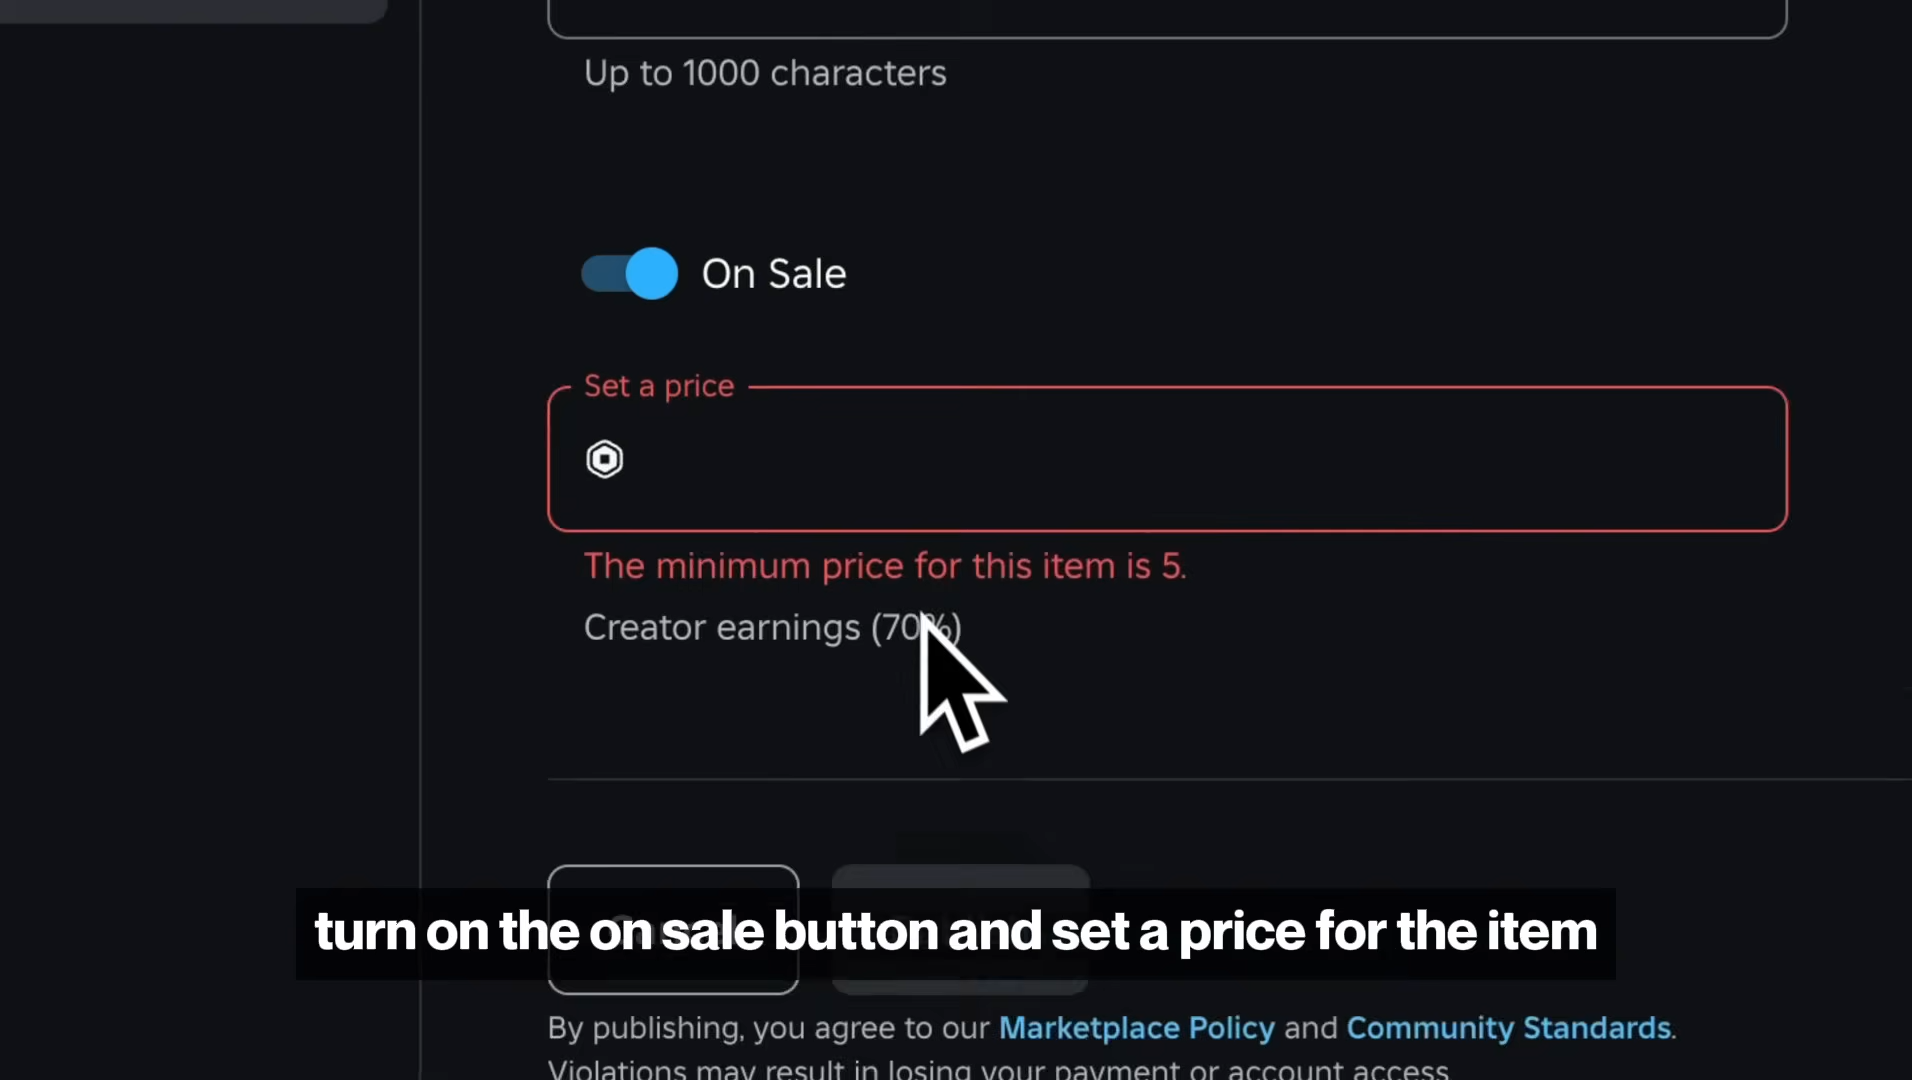 Up to 1000 characters
On Sale
Set a price
The minimum price for this item is 5.
Creator earnings (70%)
turn on the on sale button and set a price for the item
By publishing, you agree to our Marketplace Policy and Community Standards.
Violations may result in losing your payment or account access